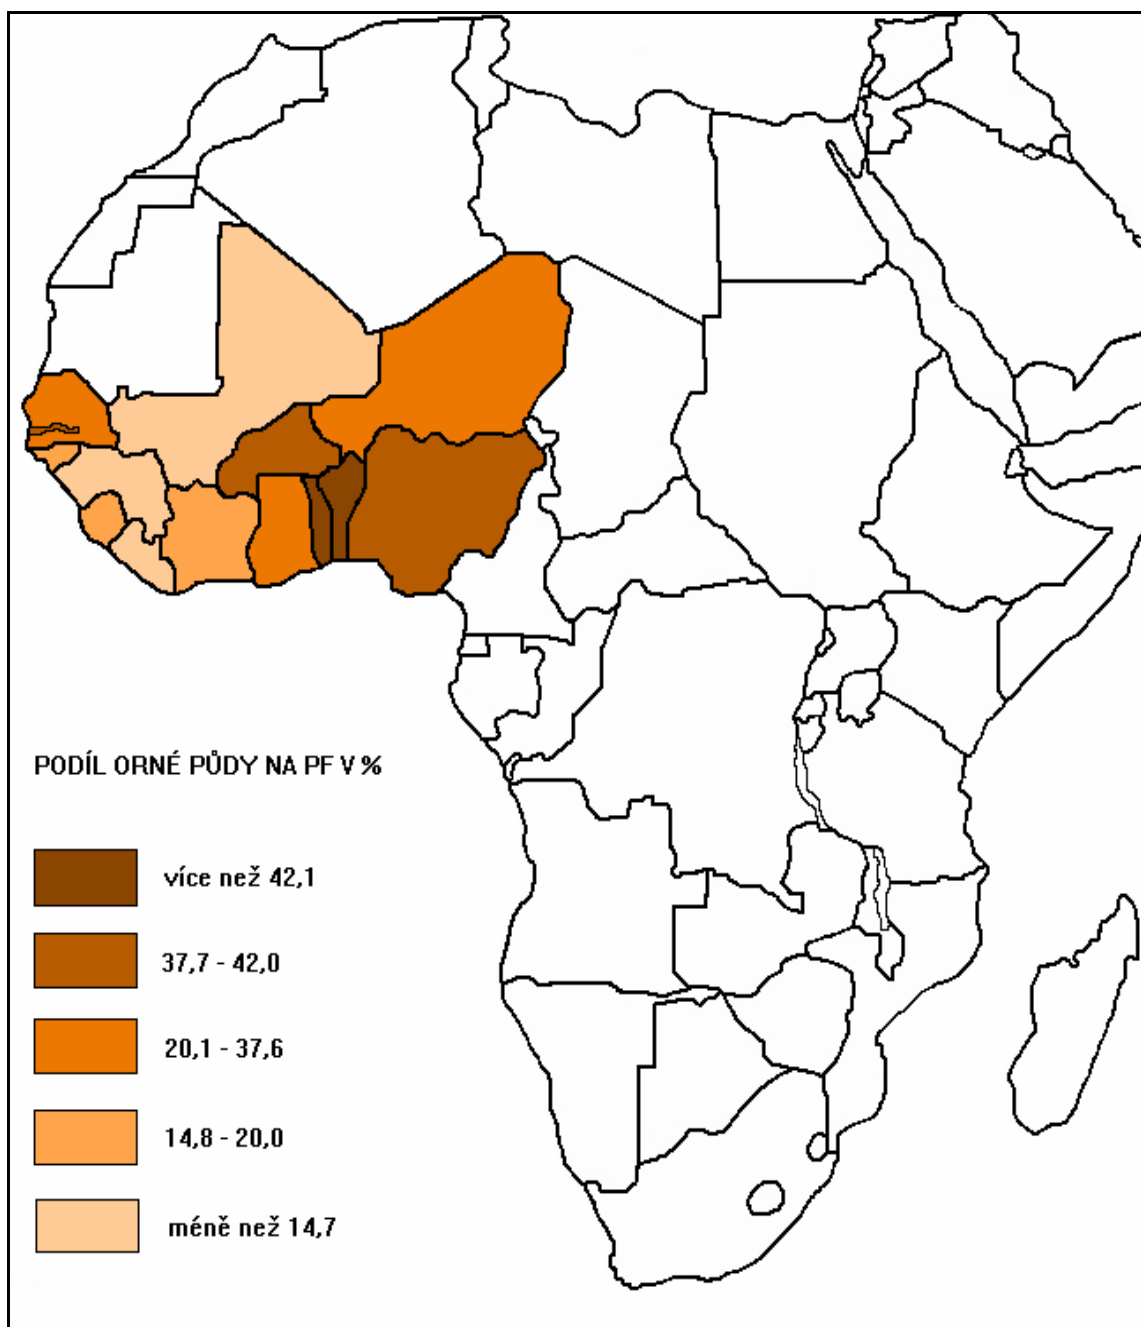 PODÍL ORNÉ PŮDY NA PF V %
více než 42,1
37,7 - 42,0
20,1 - 37,6
14,8 - 20,0
méně než 14,7